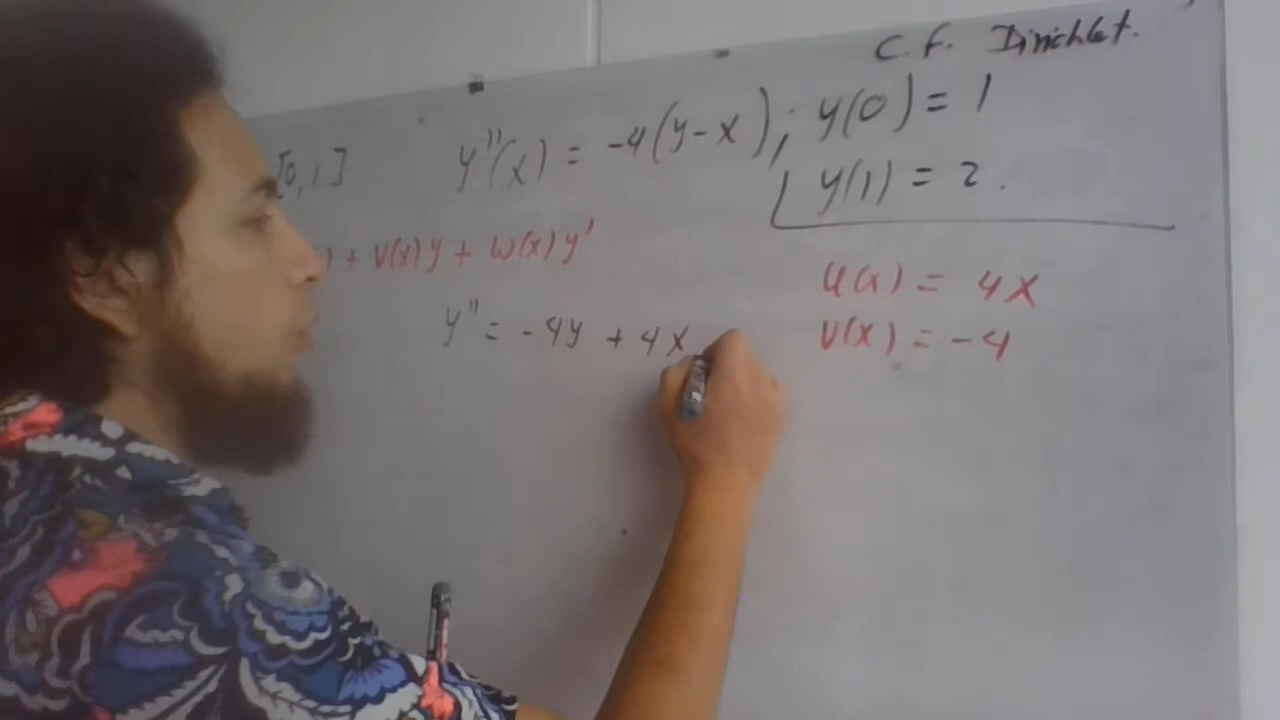 C.F. Dirichlet.
[0,1] y''(x) = -4(y-x); y(0) = 1
y(1) = 2.
) + v(x)y + w(x)y'
u(x) = 4x
y'' = -4y + 4x
v(x) = -4